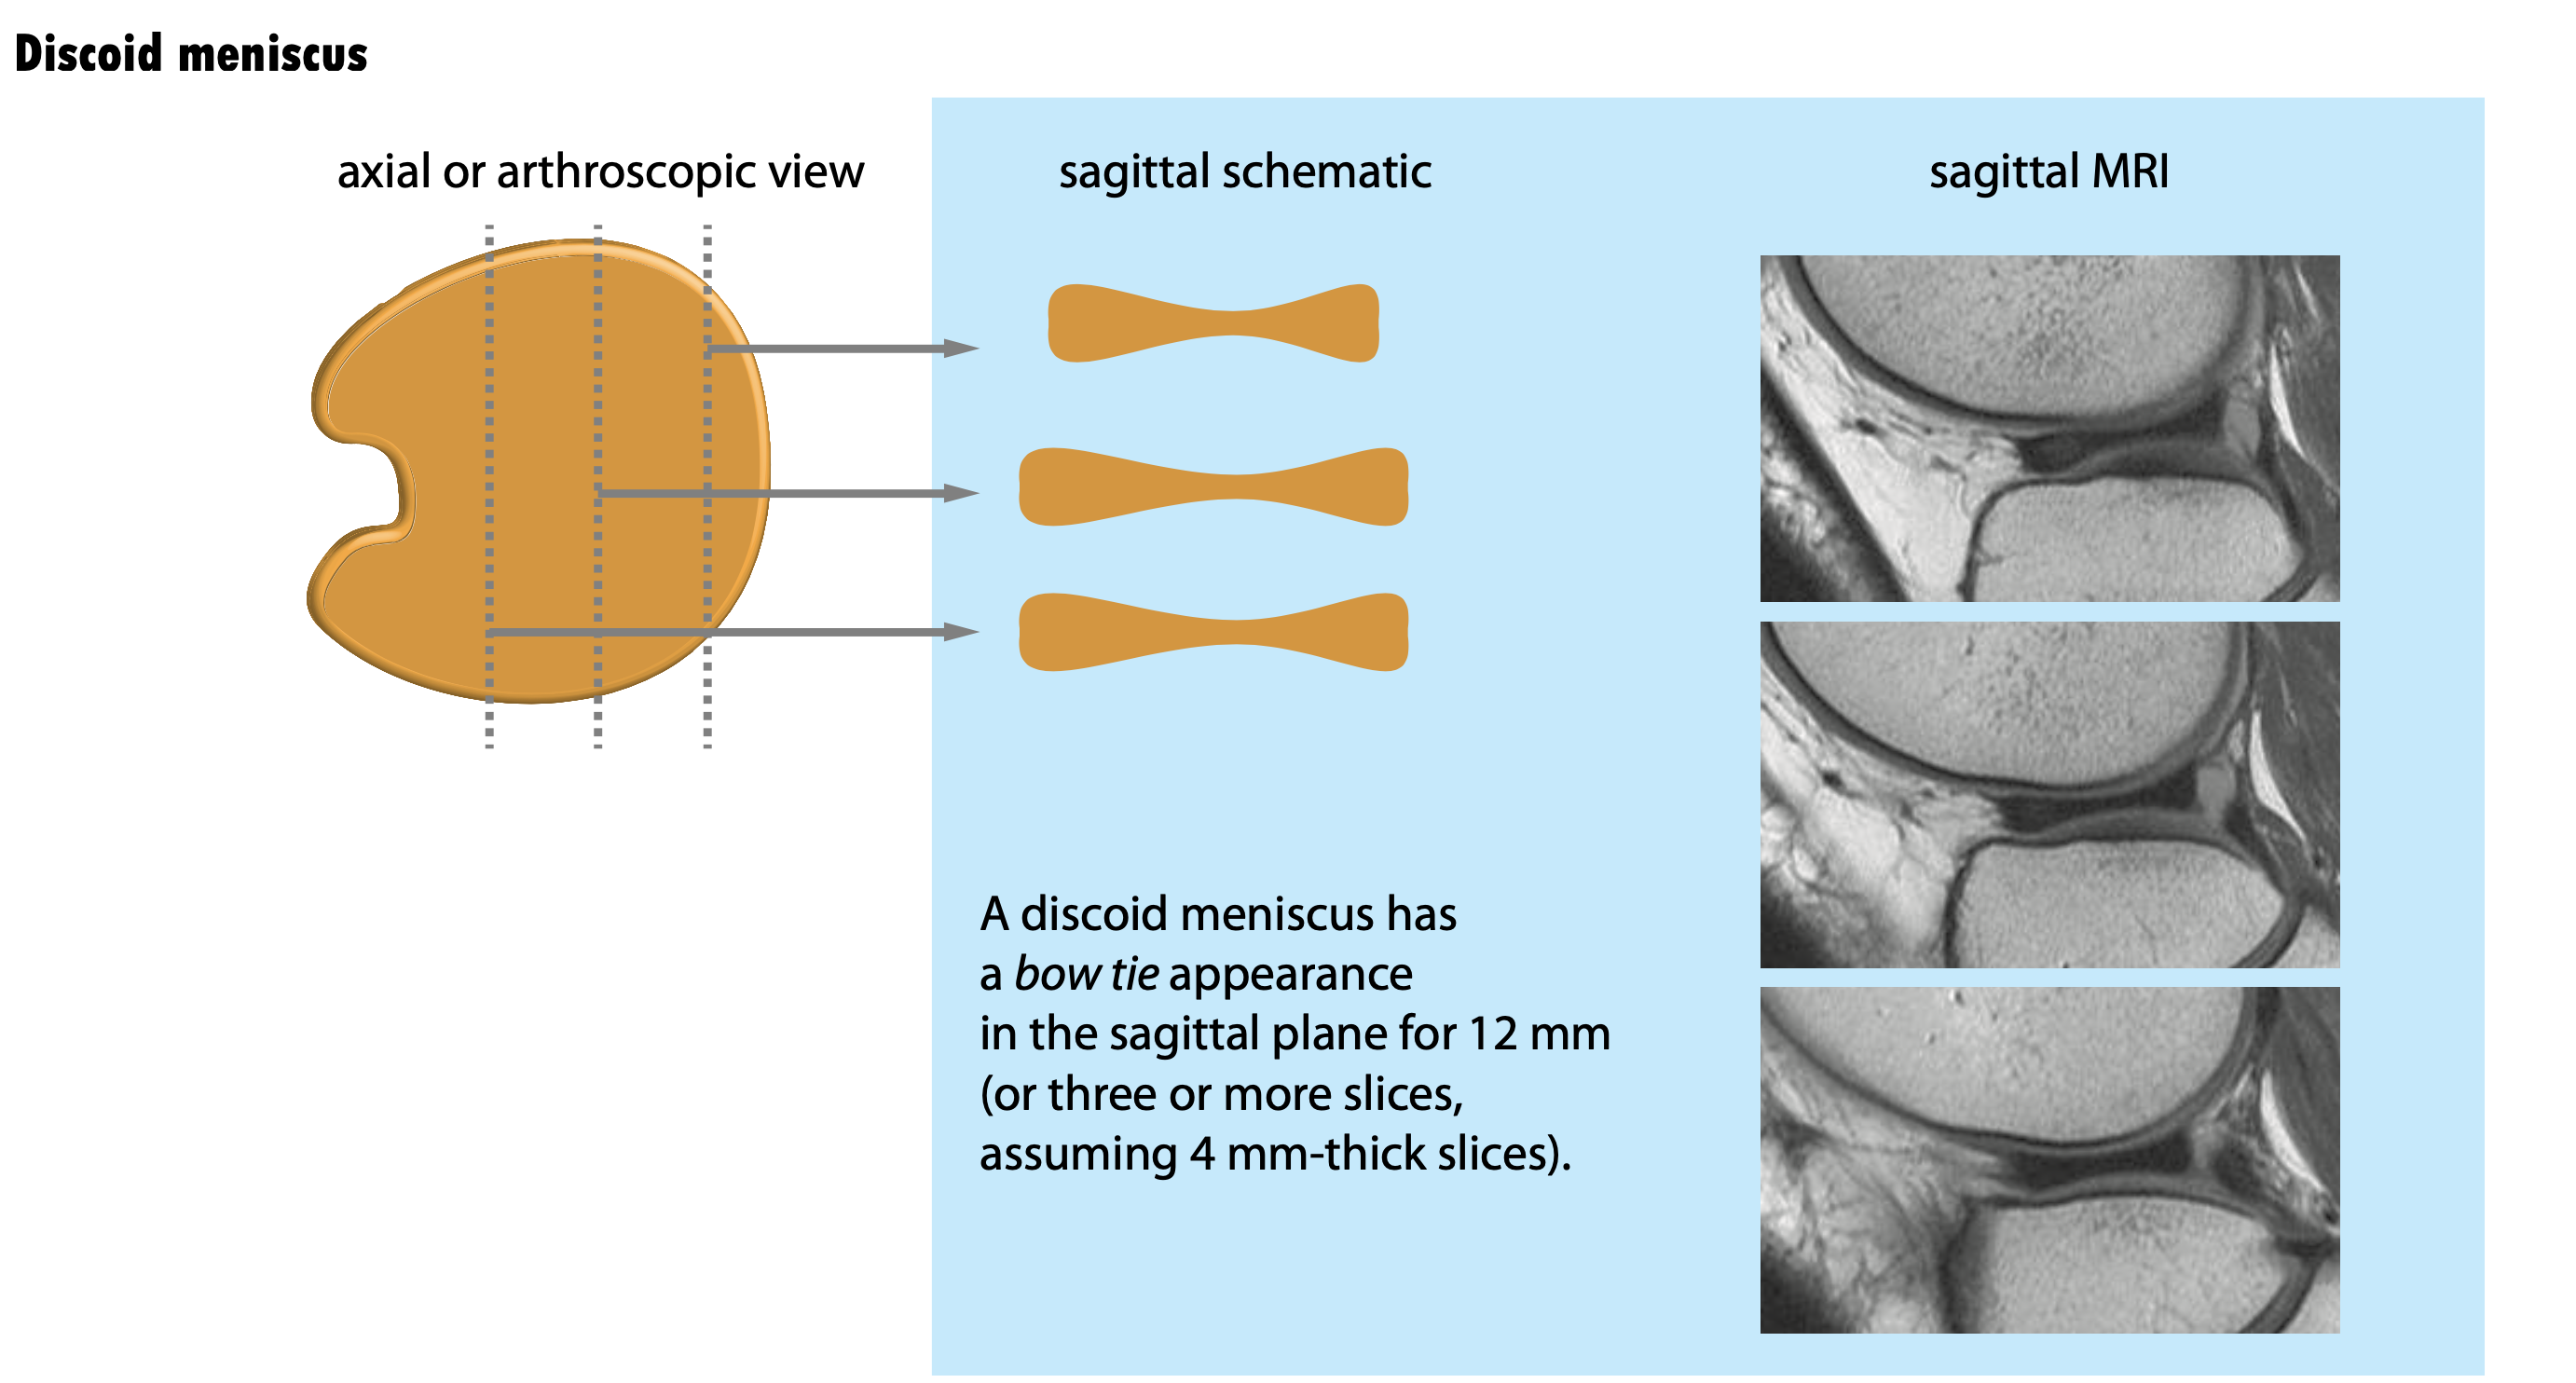 Discoid meniscus
axial or arthroscopic view
sagittal schematic
sagittal MRI
A discoid meniscus has
a bow tie appearance
in the sagittal plane for 12 mm
(or three or more slices,
assuming 4 mm-thick slices).